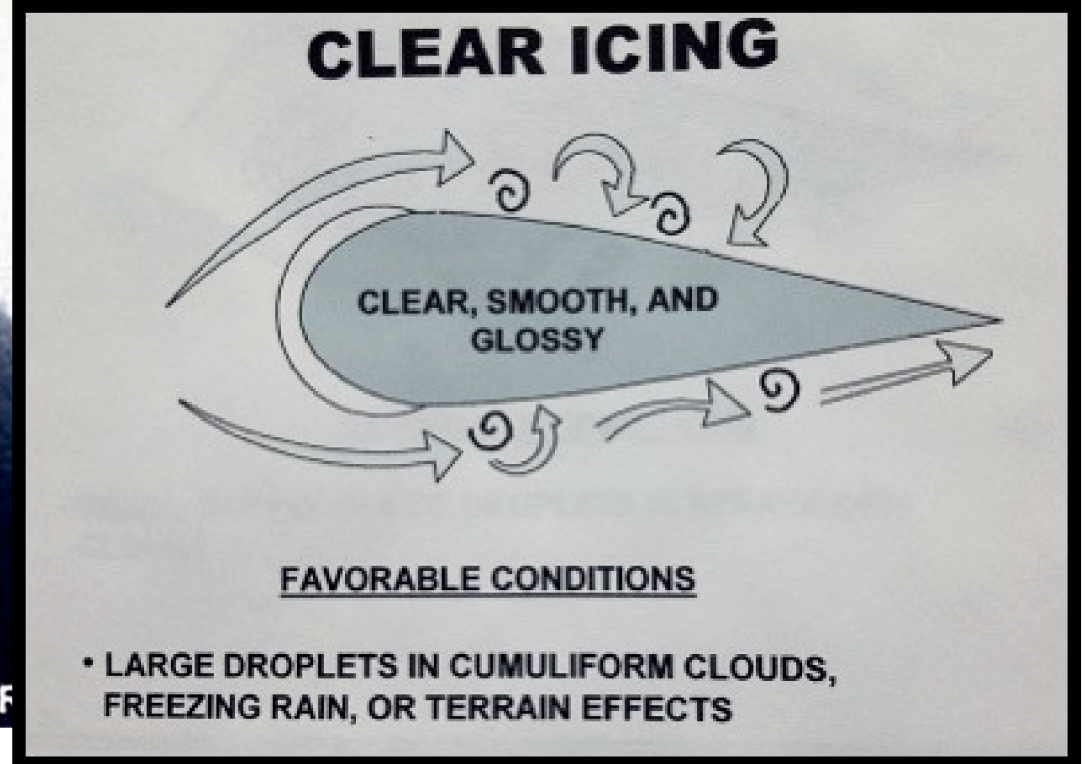 CLEAR ICING
CLEAR, SMOOTH, AND
GLOSSY
FAVORABLE CONDITIONS
• LARGE DROPLETS IN CUMULIFORM CLOUDS,
FREEZING RAIN, OR TERRAIN EFFECTS